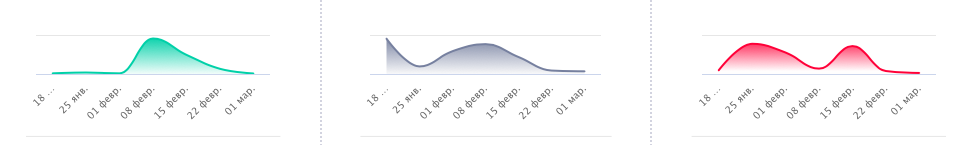 18 ...
25 янв.
01 февр.
08 февр.
15 февр.
22 февр.
01 мар.
18 ...
25 янв.
01 февр.
08 февр.
15 февр.
22 февр.
01 мар.
18 ...
25 янв.
01 февр.
08 февр.
15 февр.
22 февр.
01 мар.